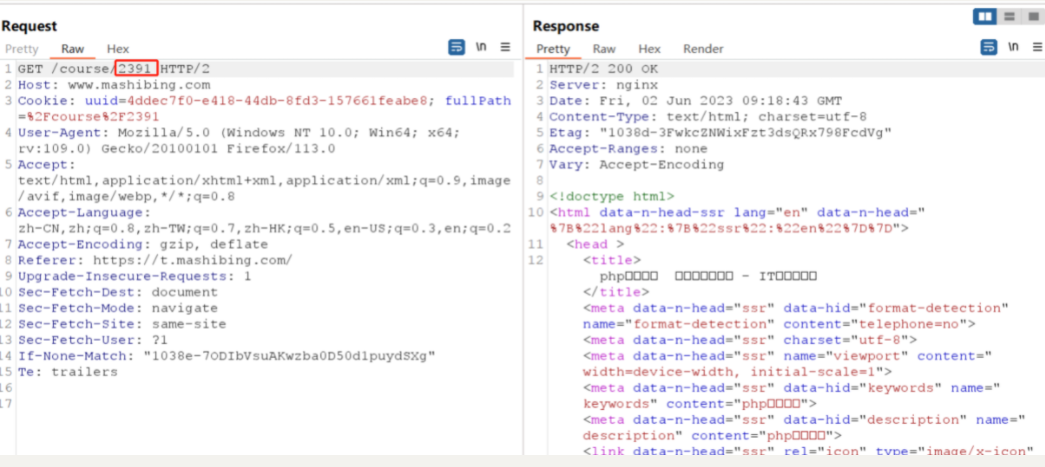 Request
Pretty Raw Hex
\n
1 GET /course/2391 HTTP/2
2 Host: www.mashibing.com
3 Cookie: uuid=4ddec7f0-e418-44db-8fd3-157661feabe8; fullPath
=%2Fcourse%2F2391
4 User-Agent: Mozilla/5.0 (Windows NT 10.0; Win64; x64;
rv:109.0) Gecko/20100101 Firefox/113.0
5 Accept:
text/html,application/xhtml+xml,application/xml;q=0.9,image
/avif,image/webp,*/*;q=0.8
6 Accept-Language:
zh-CN,zh;q=0.8,zh-TW;q=0.7,zh-HK;q=0.5,en-US;q=0.3,en;q=0.2
7 Accept-Encoding: gzip, deflate
8 Referer: https://t.mashibing.com/
9 Upgrade-Insecure-Requests: 1
10 Sec-Fetch-Dest: document
11 Sec-Fetch-Mode: navigate
12 Sec-Fetch-Site: same-site
13 Sec-Fetch-User: ?1
14 If-None-Match: "1038e-7ODIbVsuAKwzba0D50d1puydSXg"
15 Te: trailers
16
17
Response
Pretty Raw Hex Render
\n
1 HTTP/2 200 OK
2 Server: nginx
3 Date: Fri, 02 Jun 2023 09:18:43 GMT
4 Content-Type: text/html; charset=utf-8
5 Etag: "1038d-3FwkcZNWixFzt3dsQRx798FcdVg"
6 Accept-Ranges: none
7 Vary: Accept-Encoding
8
9 <!doctype html>
10 <html data-n-head-ssr lang="en" data-n-head="
%7B%22lang%22:%7B%22ssr%22:%22en%22%7D%7D">
11 <head >
12 <title>
php□□□□ □□□□□□□ - IT□□□□□
</title>
<meta data-n-head="ssr" data-hid="format-detection"
name="format-detection" content="telephone=no">
<meta data-n-head="ssr" charset="utf-8">
<meta data-n-head="ssr" name="viewport" content="
width=device-width, initial-scale=1">
<meta data-n-head="ssr" data-hid="keywords" name="
keywords" content="php□□□□">
<meta data-n-head="ssr" data-hid="description" name="
description" content="php□□□□">
<link data-n-head="ssr" rel="icon" type="image/x-icon"